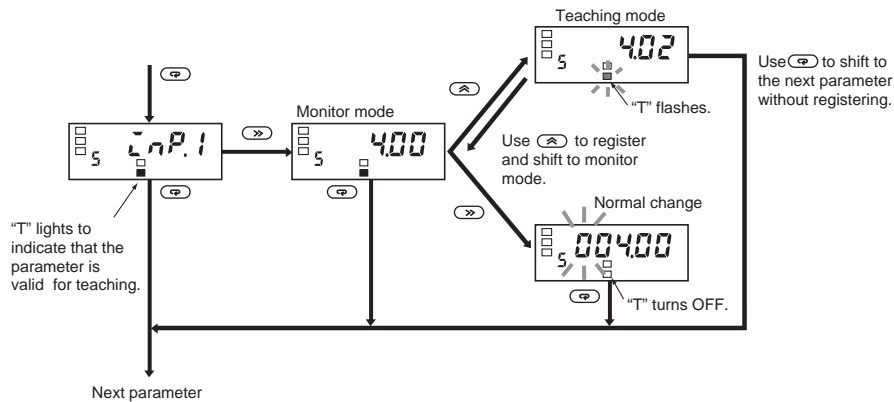 Teaching mode
S 4.02
"T" flashes.
Use to shift to
the next parameter
without registering.
Monitor mode
S inP.1
S 4.00
Use to register
and shift to monitor
mode.
Normal change
S 004.00
"T" turns OFF.
"T" lights to
indicate that the
parameter is
valid for teaching.
Next parameter